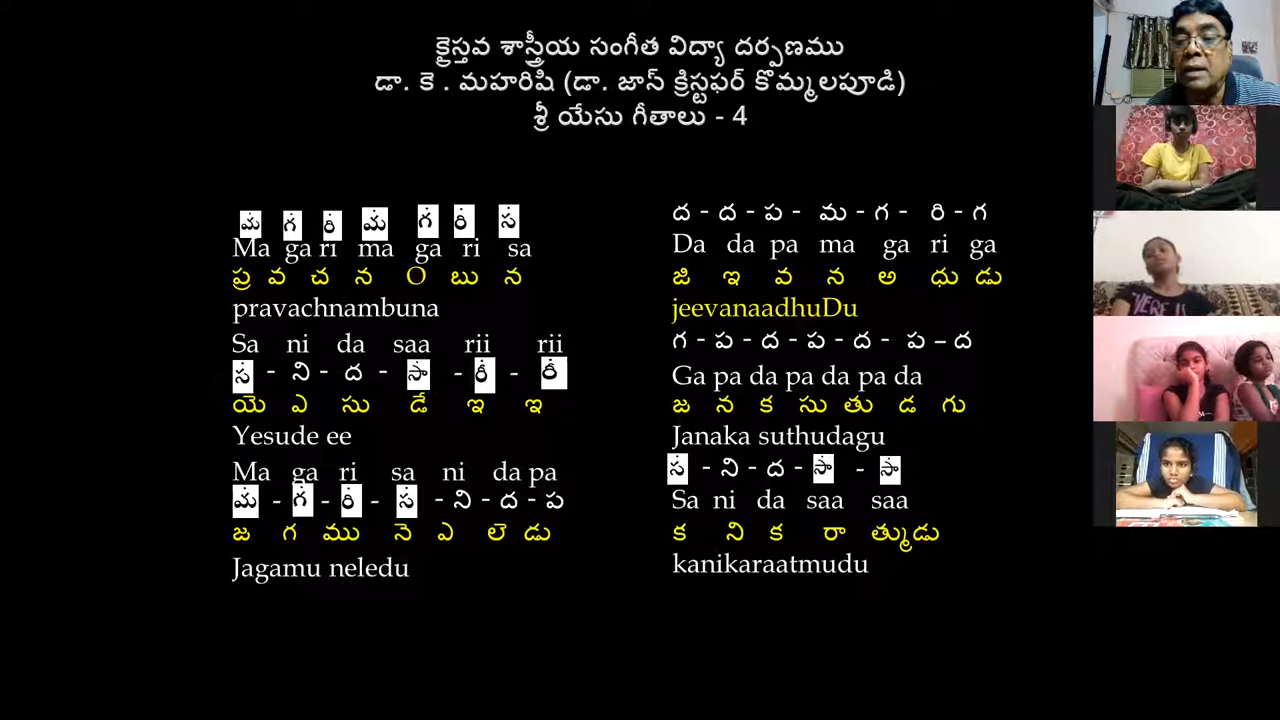 క్రైస్తవ శాస్త్రీయ సంగీత విద్యా దర్పణము
డా. కె . మహరిషి (డా. జాస్ క్రిస్టఫర్ కొమ్మలపూడి)
శ్రీ యేసు గీతాలు - 4
మ గ రి మ గ రి స
Ma ga ri ma ga ri sa
ప్ర వ చ న O బు న
pravachnambuna
Sa ni da saa rii rii
స - ని - ద - సా - రీ - రీ
యె ఎ సు డే ఇ ఇ
Yesude ee
Ma ga ri sa ni da pa
మ - గ - రి - స - ని - ద - ప
జ గ ము నె ఎ లె డు
Jagamu neledu
ద - ద - ప - మ - గ - రి - గ
Da da pa ma ga ri ga
జి ఇ వ న అ ధు డు
jeevanaadhuDu
గ - ప - ద - ప - ద - ప – ద
Ga pa da pa da pa da
జ న క సు తు డ గు
Janaka suthudagu
స - ని - ద - సా - సా
Sa ni da saa saa
క ని క రా త్ముడు
kanikaraatmudu